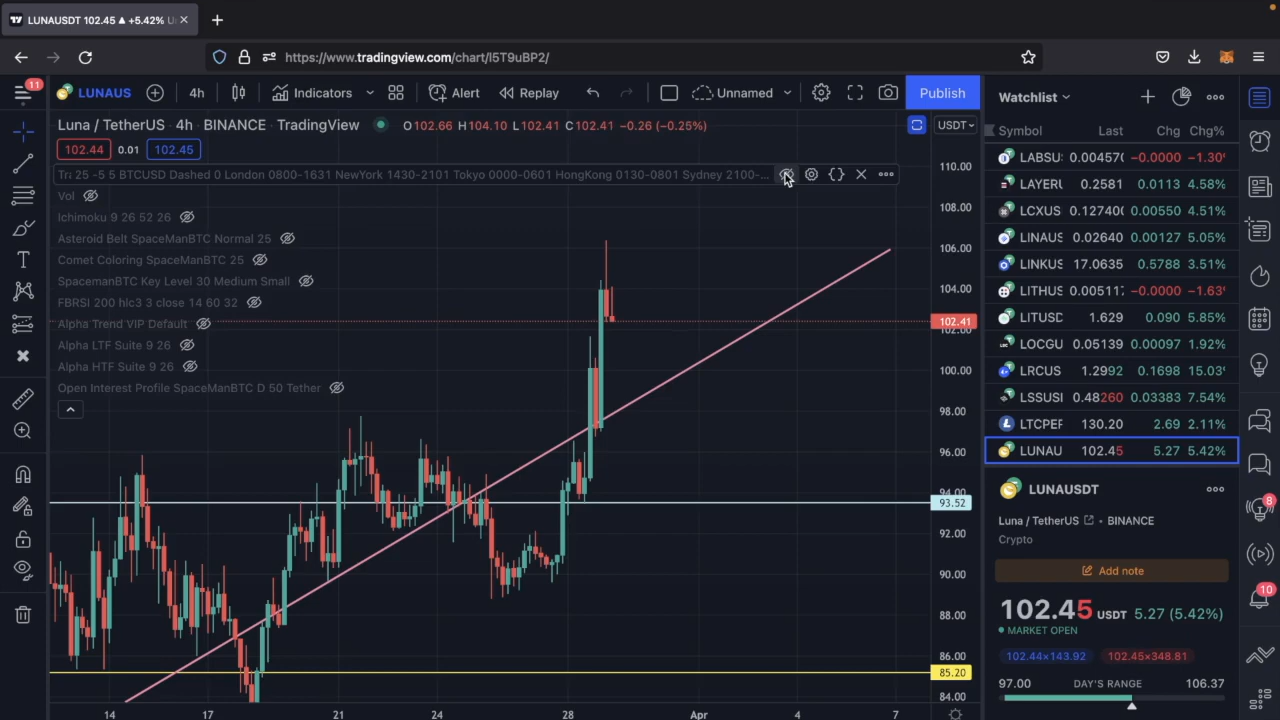 LUNAUSDT 102.45 ▲ +5.42% U
https://www.tradingview.com/chart/l5T9uBP2/
11
LUNAUS 4h Indicators Alert Replay Unnamed Publish
Watchlist
Luna / TetherUS · 4h · BINANCE · TradingView O102.66 H104.10 L102.41 C102.41 −0.26 (−0.25%)
USDT
102.44 0.01 102.45
Symbol Last Chg Chg%
25 -5 5 BTCUSD Dashed 0 London 0800-1631 NewYork 1430-2101 Tokyo 0000-0601 HongKong 0130-0801 Sydney 2100-...
Vol
Ichimoku 9 26 52 26
Asteroid Belt SpaceManBTC Normal 25
Comet Coloring SpaceManBTC 25
SpacemanBTC Key Level 30 Medium Small
FBRSI 200 hlc3 3 close 14 60 32
Alpha Trend VIP Default
Alpha LTF Suite 9 26
Alpha HTF Suite 9 26
Open Interest Profile SpaceManBTC D 50 Tether
110.00
108.00
106.00
104.00
102.41
102.00
100.00
98.00
96.00
94.00
93.52
92.00
90.00
88.00
86.00
85.20
84.00
14 17 21 24 28 Apr 4 7
LABSU: 0.00457( −0.0000 −1.30
LAYERU 0.2581 0.0113 4.58%
LCXUS 0.12740( 0.00550 4.51%
LINAUS 0.02640 0.00127 5.05%
LINKUS 17.0635 0.5788 3.51%
LITHUS 0.00511 −0.0000 −1.63
LITUSD 1.629 0.090 5.85%
LOCGU 0.05139 0.00097 1.92%
LRCUS 1.2992 0.1698 15.03
LSSUSI 0.48260 0.03383 7.54%
LTCPEF 130.20 2.69 2.11%
LUNAU 102.45 5.27 5.42%
LUNAUSDT
Luna / TetherUS · BINANCE
Crypto
Add note
102.45 USDT 5.27 (5.42%)
MARKET OPEN
102.44×143.92 102.45×348.81
97.00 DAY'S RANGE 106.37
8
10